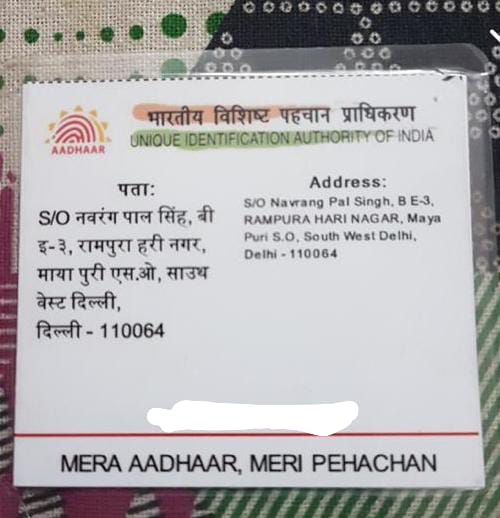 भारतीय विशिष्ट पहचान प्राधिकरण
UNIQUE IDENTIFICATION AUTHORITY OF INDIA
AADHAAR
पता:
S/O नवरंग पाल सिंह, बी
इ-३, रामपुरा हरी नगर,
माया पुरी एस.ओ, साउथ
वेस्ट दिल्ली,
दिल्ली - 110064
Address:
S/O Navrang Pal Singh, B E-3,
RAMPURA HARI NAGAR, Maya
Puri S.O, South West Delhi,
Delhi - 110064
MERA AADHAAR, MERI PEHACHAN